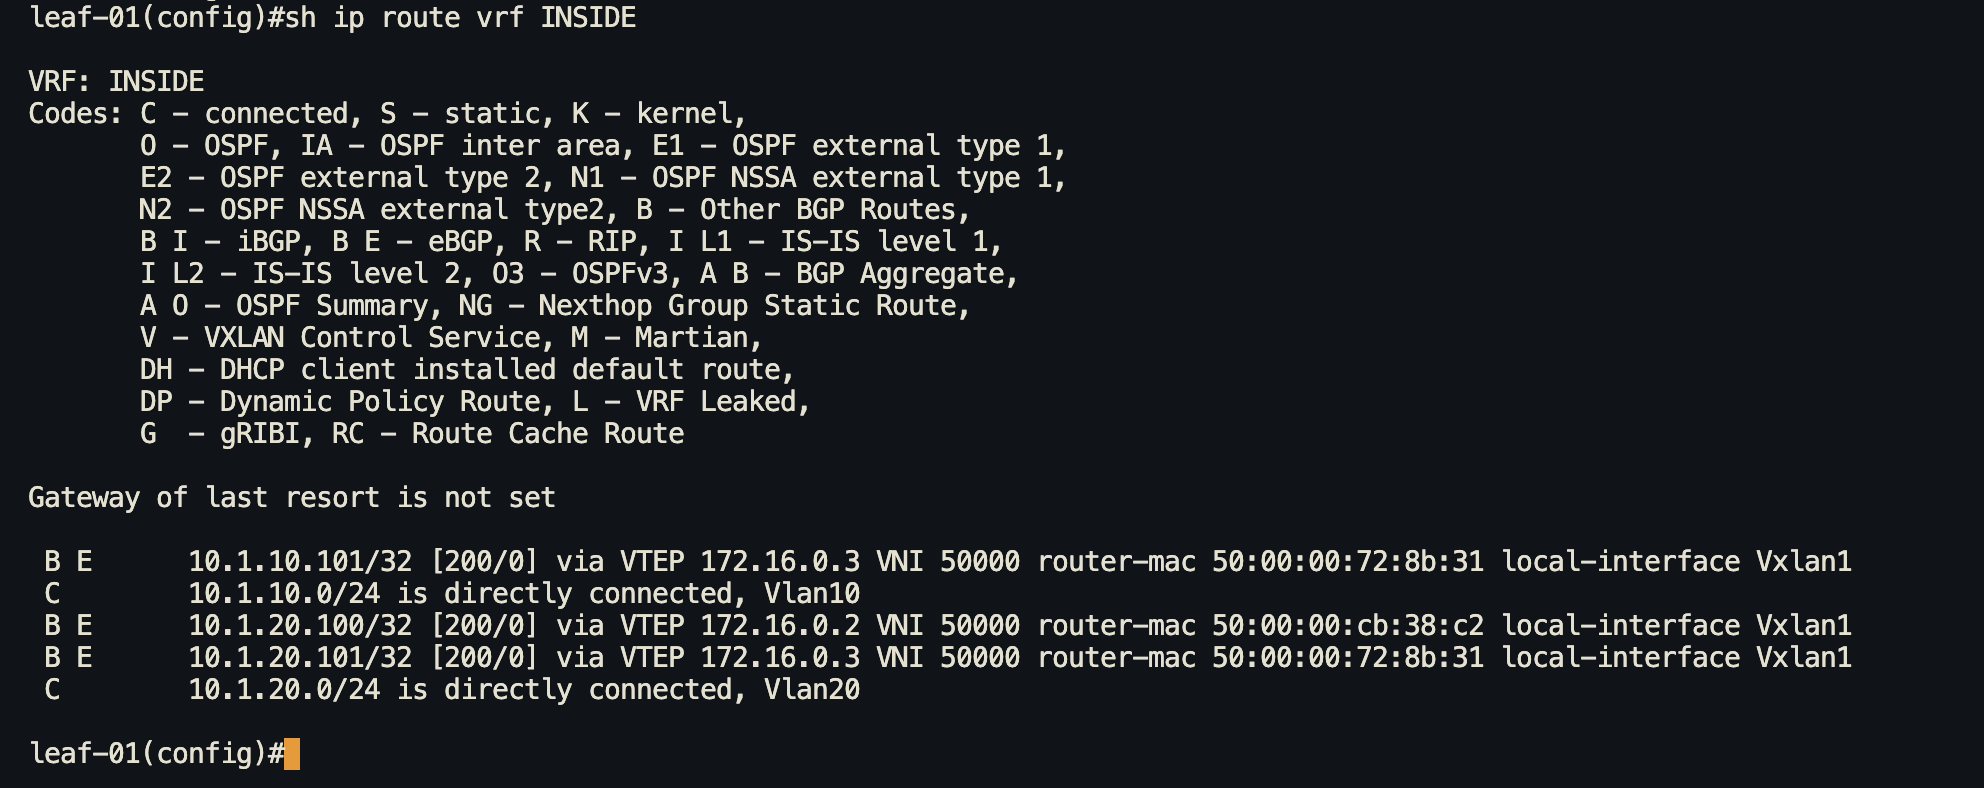 leaf-01(config)#sh ip route vrf INSIDE
VRF: INSIDE
Codes: C - connected, S - static, K - kernel,
O - OSPF, IA - OSPF inter area, E1 - OSPF external type 1,
E2 - OSPF external type 2, N1 - OSPF NSSA external type 1,
N2 - OSPF NSSA external type2, B - Other BGP Routes,
B I - iBGP, B E - eBGP, R - RIP, I L1 - IS-IS level 1,
I L2 - IS-IS level 2, O3 - OSPFv3, A B - BGP Aggregate,
A O - OSPF Summary, NG - Nexthop Group Static Route,
V - VXLAN Control Service, M - Martian,
DH - DHCP client installed default route,
DP - Dynamic Policy Route, L - VRF Leaked,
G  - gRIBI, RC - Route Cache Route
Gateway of last resort is not set
B E      10.1.10.101/32 [200/0] via VTEP 172.16.0.3 VNI 50000 router-mac 50:00:00:72:8b:31 local-interface Vxlan1
C        10.1.10.0/24 is directly connected, Vlan10
B E      10.1.20.100/32 [200/0] via VTEP 172.16.0.2 VNI 50000 router-mac 50:00:00:cb:38:c2 local-interface Vxlan1
B E      10.1.20.101/32 [200/0] via VTEP 172.16.0.3 VNI 50000 router-mac 50:00:00:72:8b:31 local-interface Vxlan1
C        10.1.20.0/24 is directly connected, Vlan20
leaf-01(config)#